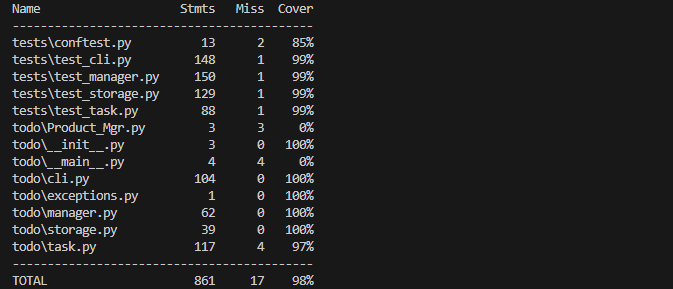 Name                       Stmts   Miss  Cover
----------------------------------------------
tests\conftest.py             13      2    85%
tests\test_cli.py            148      1    99%
tests\test_manager.py        150      1    99%
tests\test_storage.py        129      1    99%
tests\test_task.py            88      1    99%
todo\Product_Mgr.py            3      3     0%
todo\__init__.py               3      0   100%
todo\__main__.py               4      4     0%
todo\cli.py                  104      0   100%
todo\exceptions.py             1      0   100%
todo\manager.py               62      0   100%
todo\storage.py               39      0   100%
todo\task.py                 117      4    97%
----------------------------------------------
TOTAL                        861     17    98%